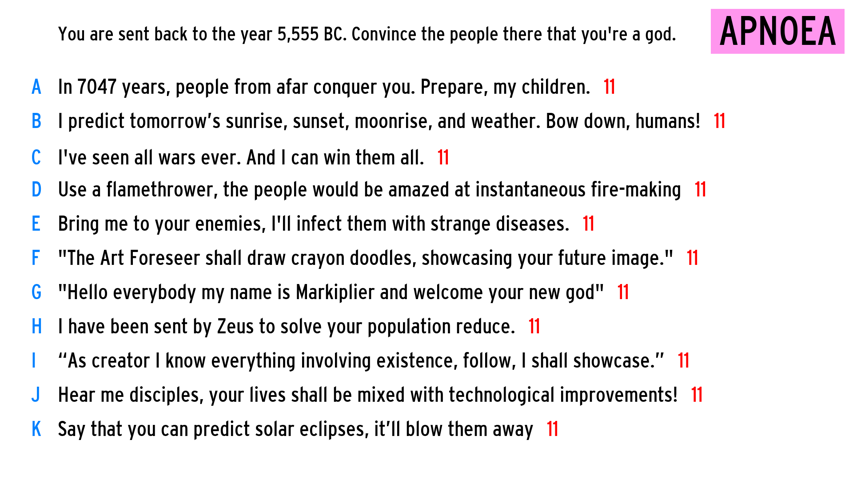 You are sent back to the year 5,555 BC. Convince the people there that you're a god.
APNOEA
A In 7047 years, people from afar conquer you. Prepare, my children. 11
B I predict tomorrow’s sunrise, sunset, moonrise, and weather. Bow down, humans! 11
C I've seen all wars ever. And I can win them all. 11
D Use a flamethrower, the people would be amazed at instantaneous fire-making 11
E Bring me to your enemies, I'll infect them with strange diseases. 11
F "The Art Foreseer shall draw crayon doodles, showcasing your future image." 11
G "Hello everybody my name is Markiplier and welcome your new god" 11
H I have been sent by Zeus to solve your population reduce. 11
I “As creator I know everything involving existence, follow, I shall showcase.” 11
J Hear me disciples, your lives shall be mixed with technological improvements! 11
K Say that you can predict solar eclipses, it’ll blow them away 11